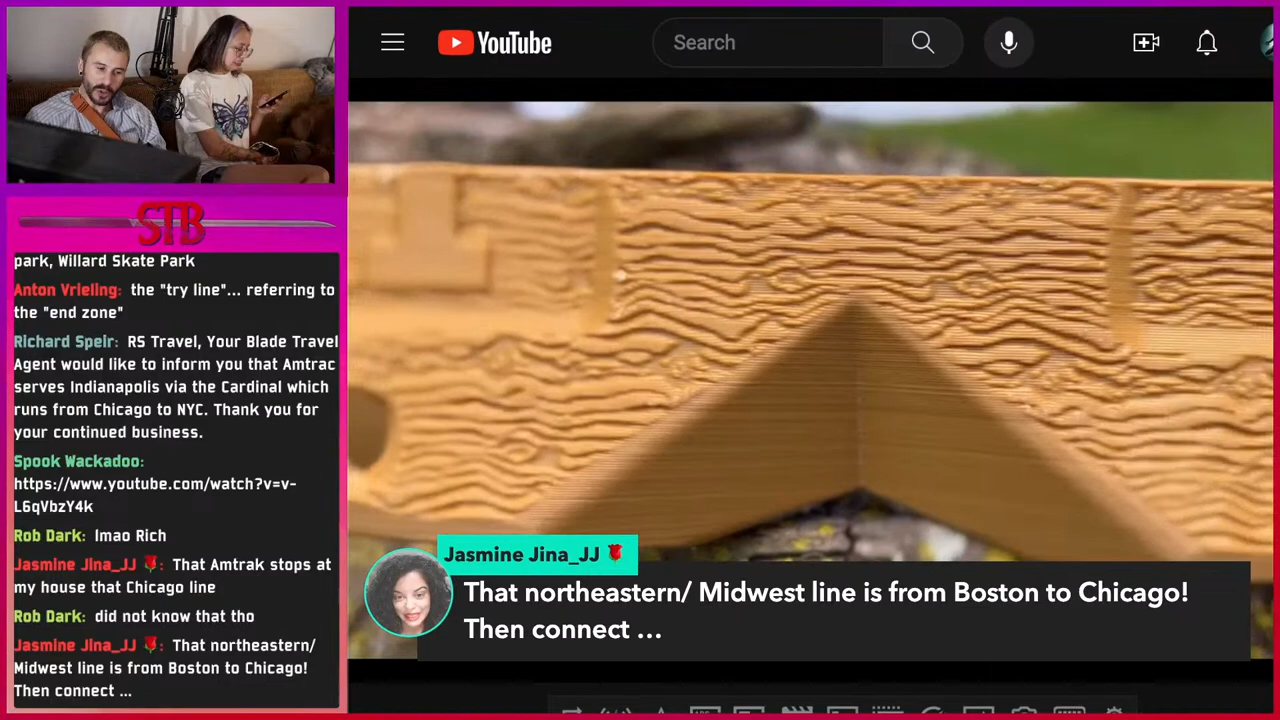 YouTube
Search
STB
park, Willard Skate Park
Anton Vrieling: the "try line"... referring to
the "end zone"
Richard Speir: RS Travel, Your Blade Travel
Agent would like to inform you that Amtrac
serves Indianapolis via the Cardinal which
runs from Chicago to NYC. Thank you for
your continued business.
Spook Wackadoo:
https://www.youtube.com/watch?v=v-
L6qVbzY4k
Rob Dark: lmao Rich
Jasmine Jina_JJ 🌹: That Amtrak stops at
my house that Chicago line
Rob Dark: did not know that tho
Jasmine Jina_JJ 🌹: That northeastern/
Midwest line is from Boston to Chicago!
Then connect ...
Jasmine Jina_JJ 🌹
That northeastern/ Midwest line is from Boston to Chicago!
Then connect ...